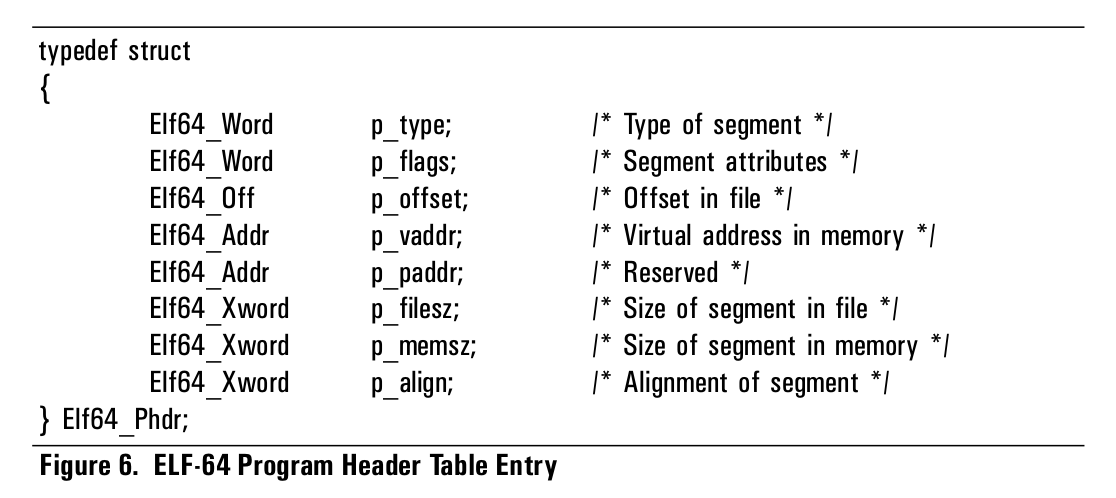 typedef struct
{
Elf64_Word p_type; /* Type of segment */
Elf64_Word p_flags; /* Segment attributes */
Elf64_Off p_offset; /* Offset in file */
Elf64_Addr p_vaddr; /* Virtual address in memory */
Elf64_Addr p_paddr; /* Reserved */
Elf64_Xword p_filesz; /* Size of segment in file */
Elf64_Xword p_memsz; /* Size of segment in memory */
Elf64_Xword p_align; /* Alignment of segment */
} Elf64_Phdr;
Figure 6. ELF-64 Program Header Table Entry